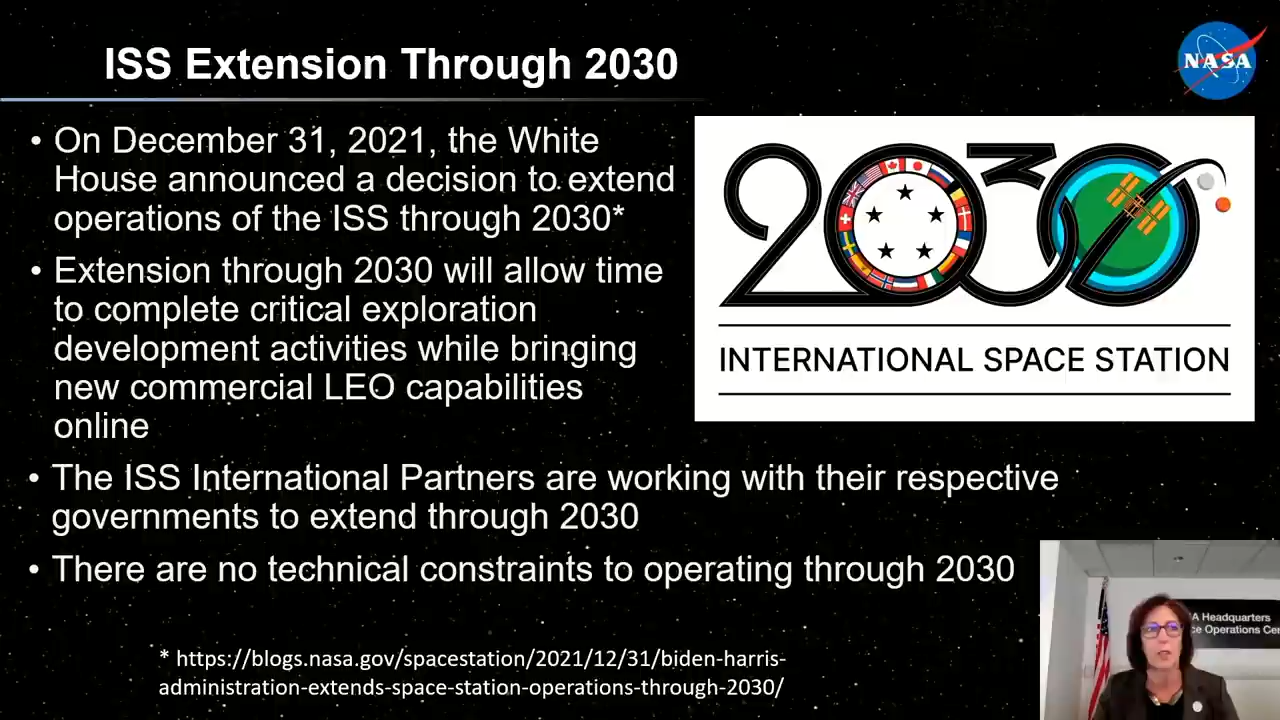 ISS Extension Through 2030
NASA
• On December 31, 2021, the White
House announced a decision to extend
operations of the ISS through 2030*
• Extension through 2030 will allow time
to complete critical exploration
development activities while bringing
new commercial LEO capabilities
online
2030
INTERNATIONAL SPACE STATION
• The ISS International Partners are working with their respective
governments to extend through 2030
• There are no technical constraints to operating through 2030
* https://blogs.nasa.gov/spacestation/2021/12/31/biden-harris-
administration-extends-space-station-operations-through-2030/
A Headquarters
ce Operations Cen